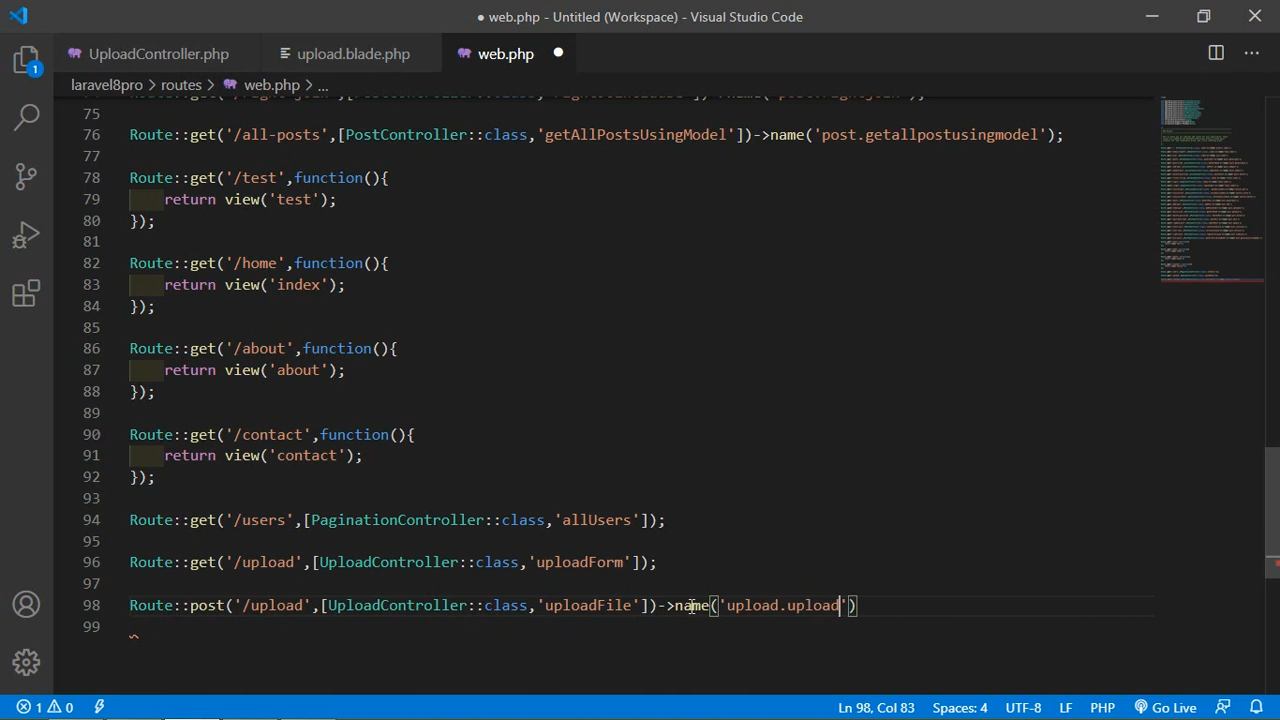 ● web.php - Untitled (Workspace) - Visual Studio Code
UploadController.php upload.blade.php web.php ●
laravel8pro > routes > web.php > ...
75
76 Route::get('/all-posts',[PostController::class,'getAllPostsUsingModel'])->name('post.getallpostusingmodel');
77
78 Route::get('/test',function(){
79 return view('test');
80 });
81
82 Route::get('/home',function(){
83 return view('index');
84 });
85
86 Route::get('/about',function(){
87 return view('about');
88 });
89
90 Route::get('/contact',function(){
91 return view('contact');
92 });
93
94 Route::get('/users',[PaginationController::class,'allUsers']);
95
96 Route::get('/upload',[UploadController::class,'uploadForm']);
97
98 Route::post('/upload',[UploadController::class,'uploadFile'])->name('upload.upload')
99
1
1 0 Ln 98, Col 83 Spaces: 4 UTF-8 LF PHP Go Live